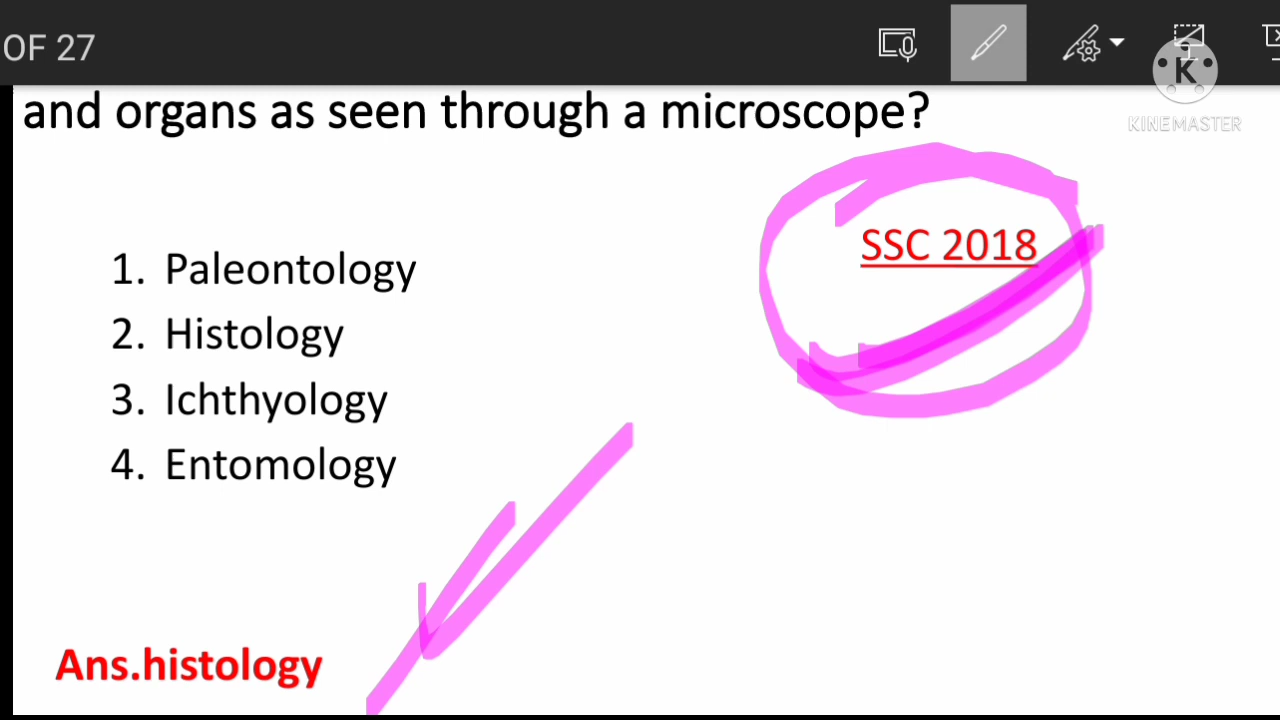 OF 27
K
KINEMASTER
and organs as seen through a microscope?
SSC 2018
1. Paleontology
2. Histology
3. Ichthyology
4. Entomology
Ans.histology